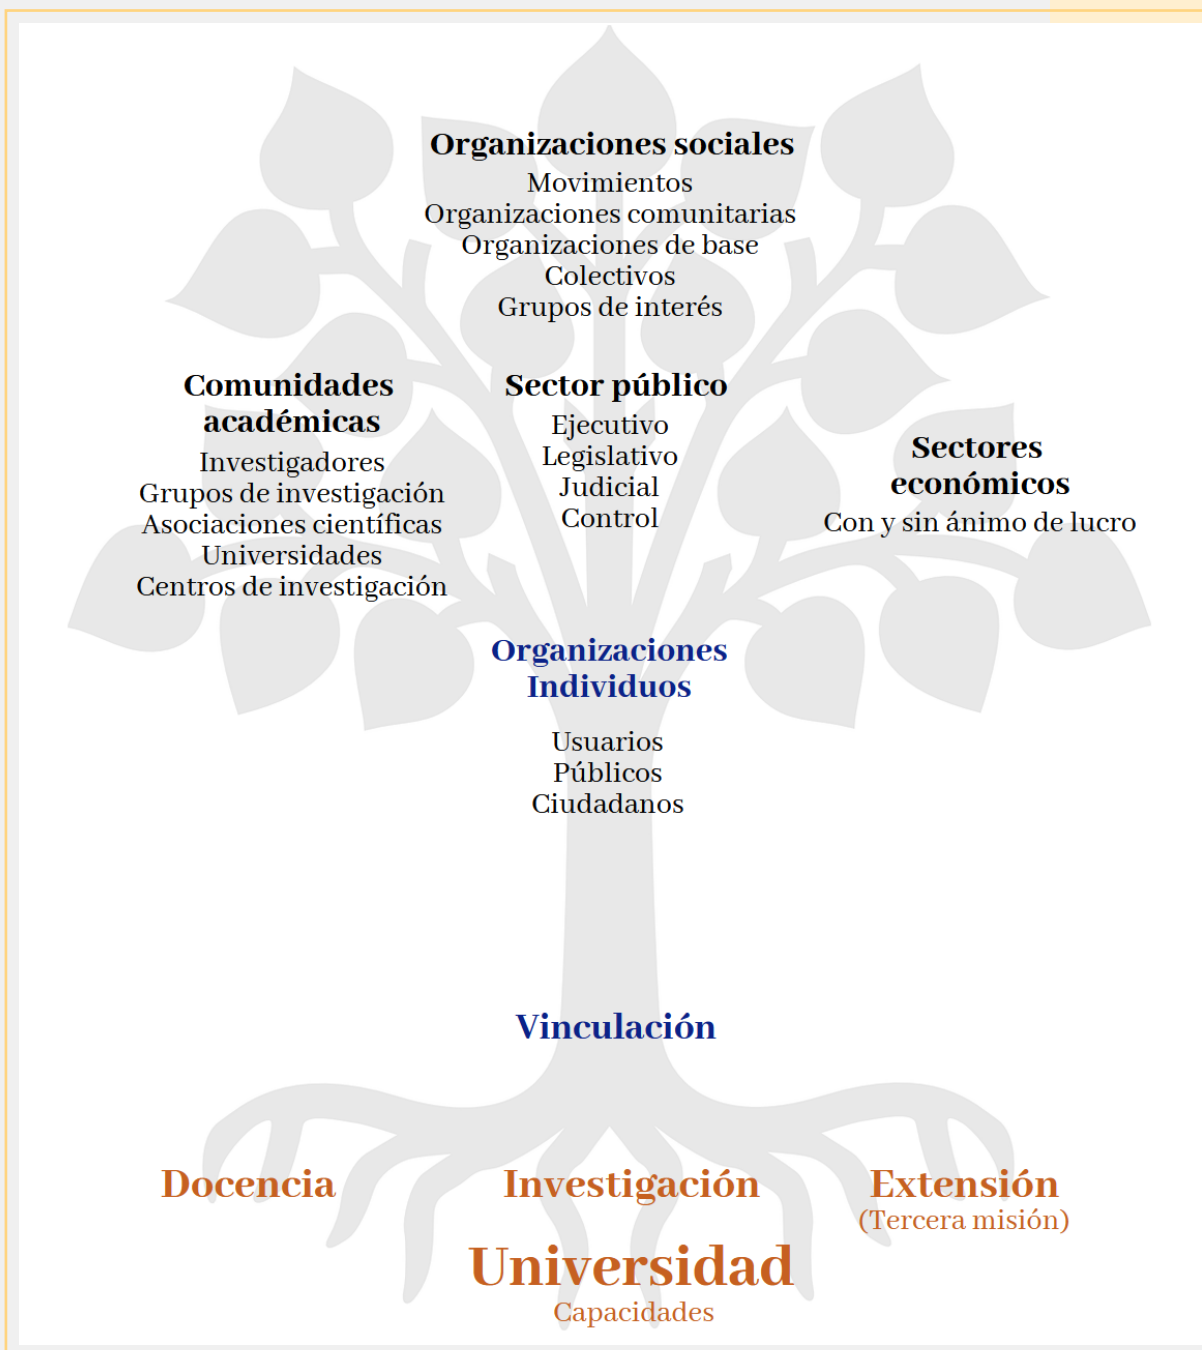 Organizaciones sociales
Movimientos
Organizaciones comunitarias
Organizaciones de base
Colectivos
Grupos de interés
Comunidades
académicas
Investigadores
Grupos de investigación
Asociaciones científicas
Universidades
Centros de investigación
Sector público
Ejecutivo
Legislativo
Judicial
Control
Sectores
económicos
Con y sin ánimo de lucro
Organizaciones
Individuos
Usuarios
Públicos
Ciudadanos
Vinculación
Docencia
Investigación
Extensión
(Tercera misión)
Universidad
Capacidades